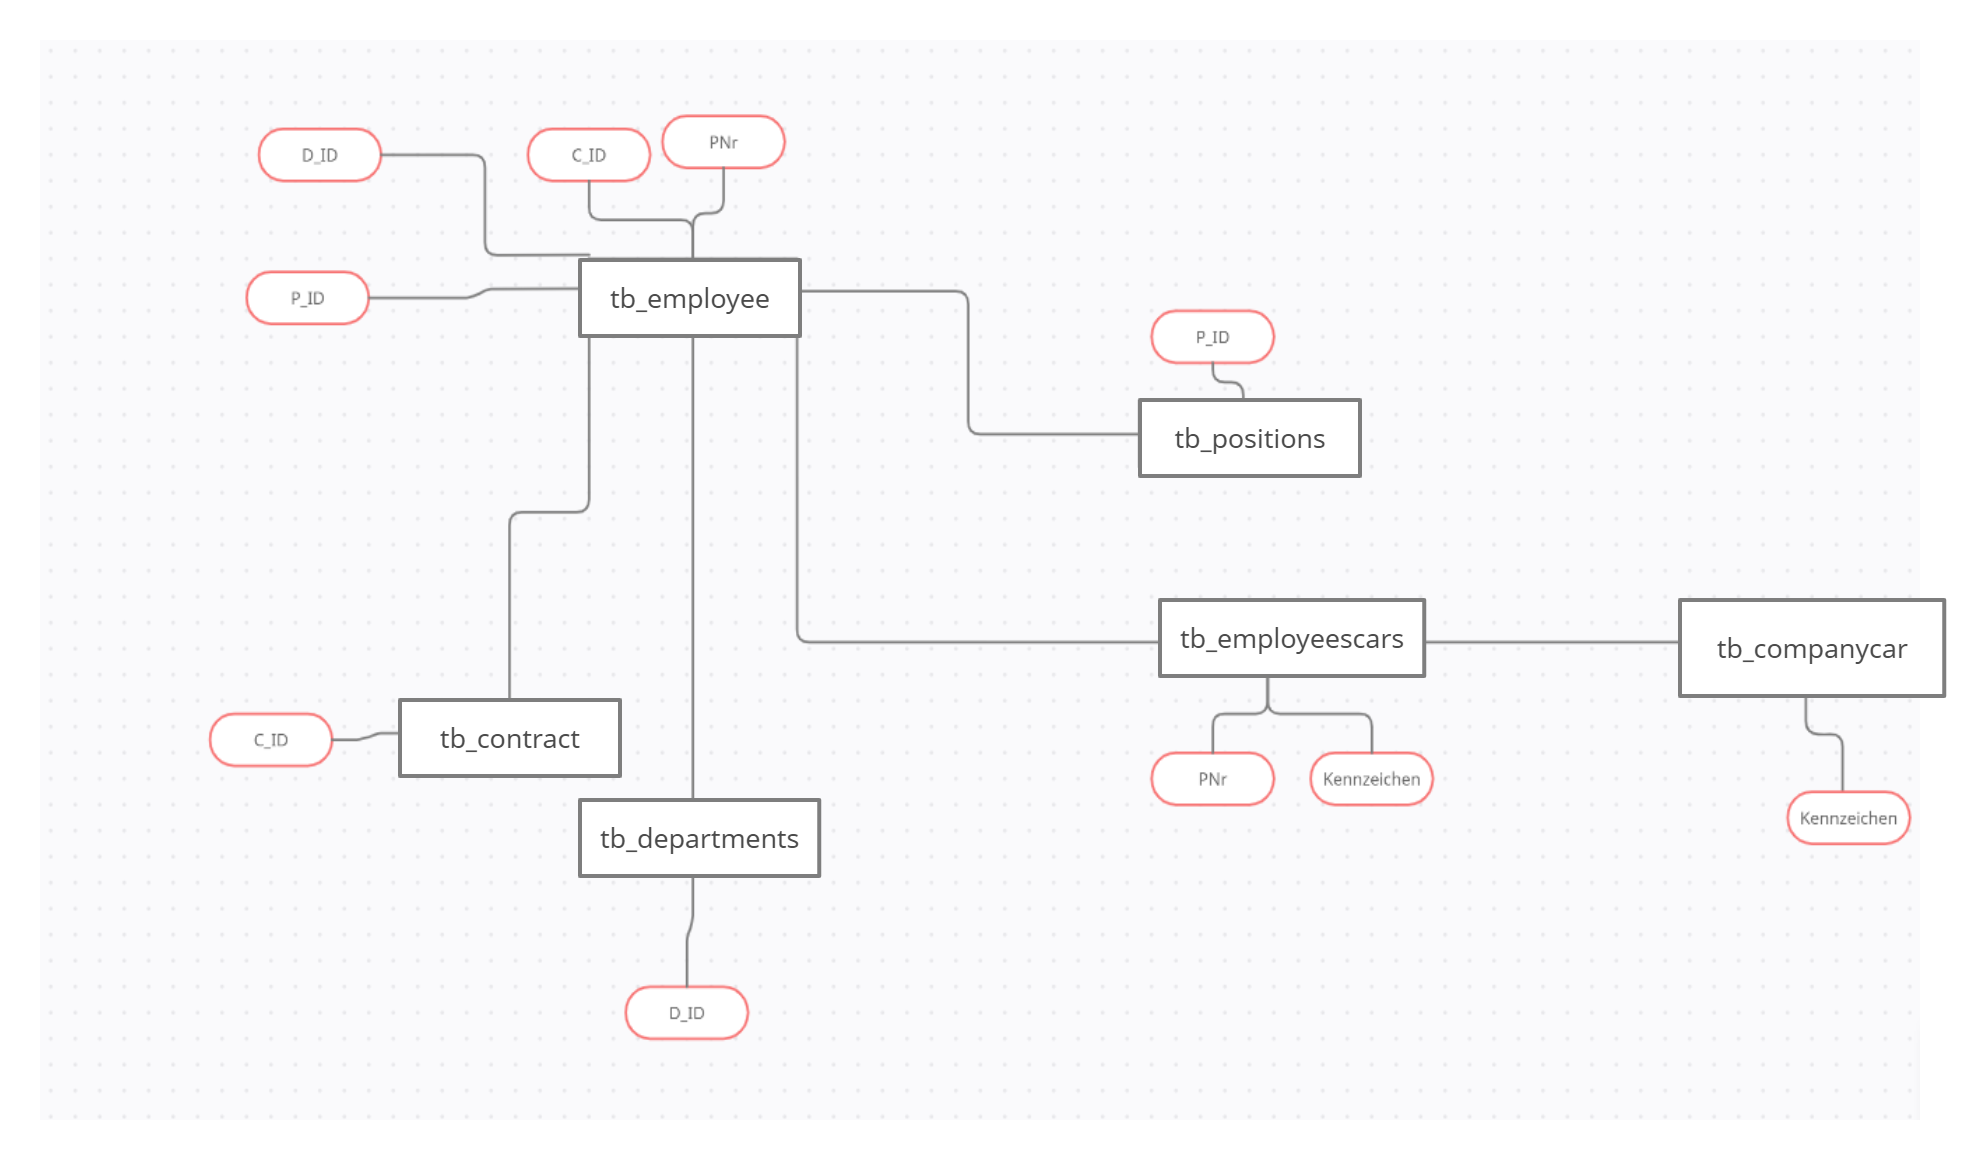 PNr
D_ID
C_ID
P_ID
tb_employee
P_ID
tb_positions
tb_employeescars
tb_companycar
C_ID
tb_contract
PNr
Kennzeichen
Kennzeichen
tb_departments
D_ID